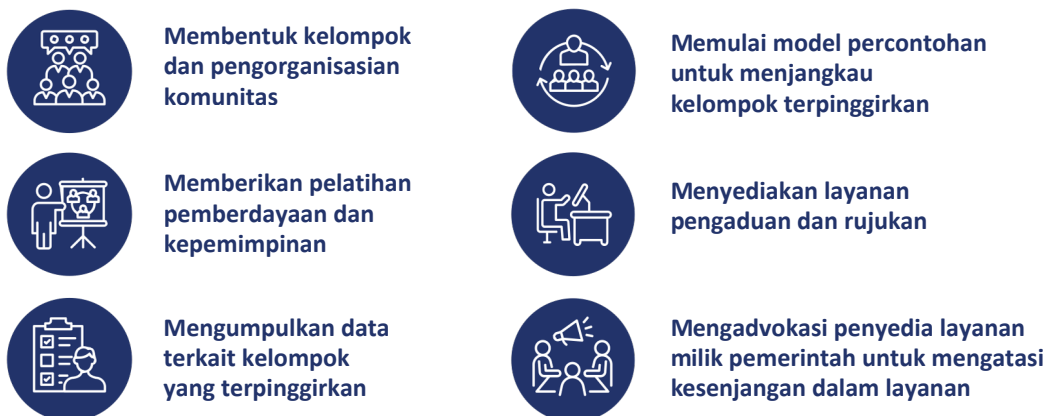 Membentuk kelompok
dan pengorganisasian
komunitas
Memulai model percontohan
untuk menjangkau
kelompok terpinggirkan
Memberikan pelatihan
pemberdayaan dan
kepemimpinan
Menyediakan layanan
pengaduan dan rujukan
Mengumpulkan data
terkait kelompok
yang terpinggirkan
Mengadvokasi penyedia layanan
milik pemerintah untuk mengatasi
kesenjangan dalam layanan